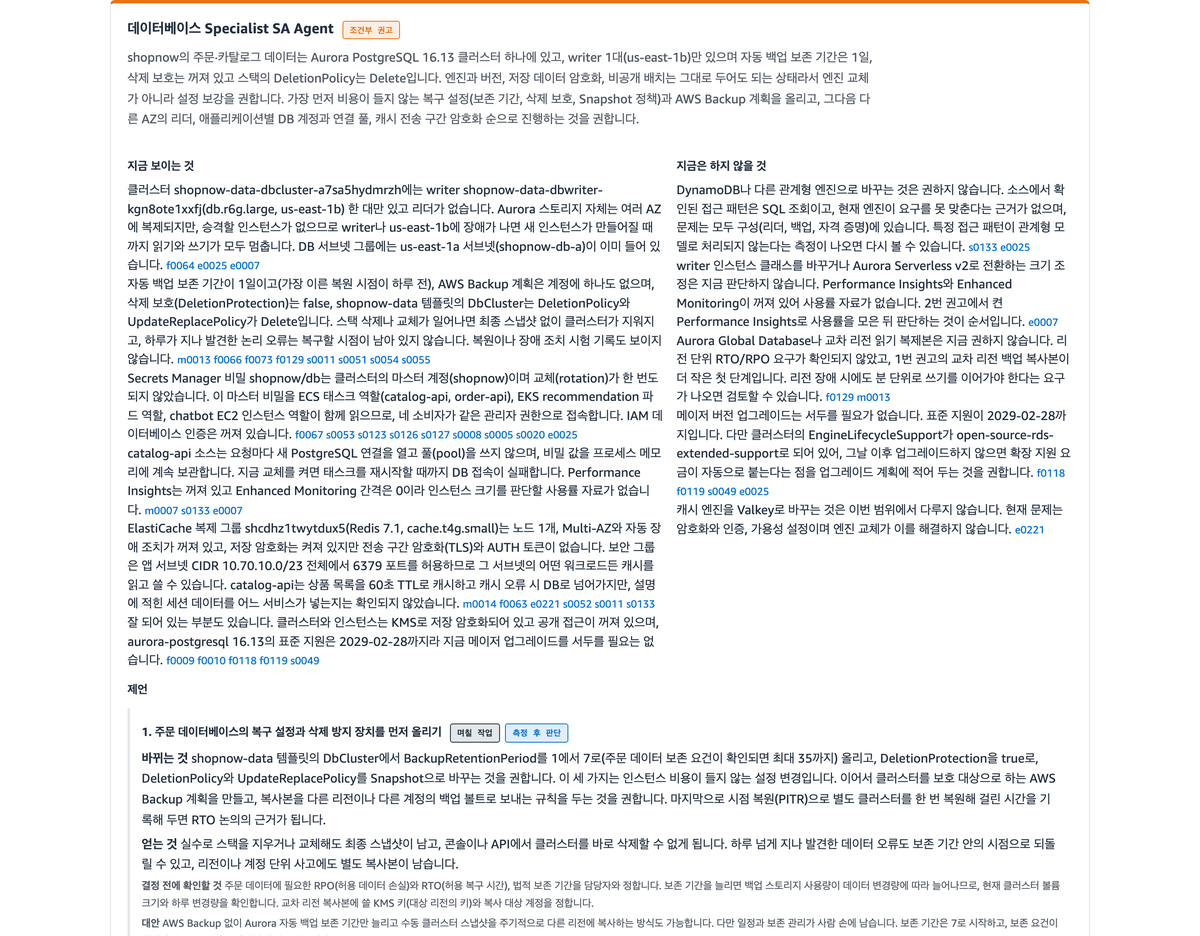 데이터베이스 Specialist SA Agent 조건부 권고
shopnow의 주문·카탈로그 데이터는 Aurora PostgreSQL 16.13 클러스터 하나에 있고, writer 1대(us-east-1b)만 있으며 자동 백업 보존 기간은 1일,
삭제 보호는 꺼져 있고 스택의 DeletionPolicy는 Delete입니다. 엔진과 버전, 저장 데이터 암호화, 비공개 배치는 그대로 두어도 되는 상태라서 엔진 교체
가 아니라 설정 보강을 권합니다. 가장 먼저 비용이 들지 않는 복구 설정(보존 기간, 삭제 보호, Snapshot 정책)과 AWS Backup 계획을 올리고, 그다음 다
른 AZ의 리더, 애플리케이션별 DB 계정과 연결 풀, 캐시 전송 구간 암호화 순으로 진행하는 것을 권합니다.
지금 보이는 것
클러스터 shopnow-data-dbcluster-a7sa5hydmrzh에는 writer shopnow-data-dbwriter-
kgn8ote1xxfj(db.r6g.large, us-east-1b) 한 대만 있고 리더가 없습니다. Aurora 스토리지 자체는 여러 AZ
에 복제되지만, 승격할 인스턴스가 없으므로 writer나 us-east-1b에 장애가 나면 새 인스턴스가 만들어질 때
까지 읽기와 쓰기가 모두 멈춥니다. DB 서브넷 그룹에는 us-east-1a 서브넷(shopnow-db-a)이 이미 들어 있
습니다. f0064 e0025 e0007
자동 백업 보존 기간이 1일이고(가장 이른 복원 시점이 하루 전), AWS Backup 계획은 계정에 하나도 없으며,
삭제 보호(DeletionProtection)는 false, shopnow-data 템플릿의 DbCluster는 DeletionPolicy와
UpdateReplacePolicy가 Delete입니다. 스택 삭제나 교체가 일어나면 최종 스냅샷 없이 클러스터가 지워지
고, 하루가 지나 발견한 논리 오류는 복구할 시점이 남아 있지 않습니다. 복원이나 장애 조치 시험 기록도 보이지
않습니다. m0013 f0066 f0073 f0129 s0011 s0051 s0054 s0055
Secrets Manager 비밀 shopnow/db는 클러스터의 마스터 계정(shopnow)이며 교체(rotation)가 한 번도
되지 않았습니다. 이 마스터 비밀을 ECS 태스크 역할(catalog-api, order-api), EKS recommendation 파
드 역할, chatbot EC2 인스턴스 역할이 함께 읽으므로, 네 소비자가 같은 관리자 권한으로 접속합니다. IAM 데
이터베이스 인증은 꺼져 있습니다. f0067 s0053 s0123 s0126 s0127 s0008 s0005 s0020 e0025
catalog-api 소스는 요청마다 새 PostgreSQL 연결을 열고 풀(pool)을 쓰지 않으며, 비밀 값을 프로세스 메모
리에 계속 보관합니다. 지금 교체를 켜면 태스크를 재시작할 때까지 DB 접속이 실패합니다. Performance
Insights는 꺼져 있고 Enhanced Monitoring 간격은 0이라 인스턴스 크기를 판단할 사용률 자료가 없습니
다. m0007 s0133 e0007
ElastiCache 복제 그룹 shcdhz1twytdux5(Redis 7.1, cache.t4g.small)는 노드 1개, Multi-AZ와 자동 장
애 조치가 꺼져 있고, 저장 암호화는 켜져 있지만 전송 구간 암호화(TLS)와 AUTH 토큰이 없습니다. 보안 그룹
은 앱 서브넷 CIDR 10.70.10.0/23 전체에서 6379 포트를 허용하므로 그 서브넷의 어떤 워크로드든 캐시를
읽고 쓸 수 있습니다. catalog-api는 상품 목록을 60초 TTL로 캐시하고 캐시 오류 시 DB로 넘어가지만, 설명
에 적힌 세션 데이터를 어느 서비스가 넣는지는 확인되지 않았습니다. m0014 f0063 e0221 s0052 s0011 s0133
잘 되어 있는 부분도 있습니다. 클러스터와 인스턴스는 KMS로 저장 암호화되어 있고 공개 접근이 꺼져 있으며,
aurora-postgresql 16.13의 표준 지원은 2029-02-28까지라 지금 메이저 업그레이드를 서두를 필요는 없
습니다. f0009 f0010 f0118 f0119 s0049
지금은 하지 않을 것
DynamoDB나 다른 관계형 엔진으로 바꾸는 것은 권하지 않습니다. 소스에서 확
인된 접근 패턴은 SQL 조회이고, 현재 엔진이 요구를 못 맞춘다는 근거가 없으며,
문제는 모두 구성(리더, 백업, 자격 증명)에 있습니다. 특정 접근 패턴이 관계형 모
델로 처리되지 않는다는 측정이 나오면 다시 볼 수 있습니다. s0133 e0025
writer 인스턴스 클래스를 바꾸거나 Aurora Serverless v2로 전환하는 크기 조
정은 지금 판단하지 않습니다. Performance Insights와 Enhanced
Monitoring이 꺼져 있어 사용률 자료가 없습니다. 2번 권고에서 켠
Performance Insights로 사용률을 모은 뒤 판단하는 것이 순서입니다. e0007
Aurora Global Database나 교차 리전 읽기 복제본은 지금 권하지 않습니다. 리
전 단위 RTO/RPO 요구가 확인되지 않았고, 1번 권고의 교차 리전 백업 복사본이
더 작은 첫 단계입니다. 리전 장애 시에도 분 단위로 쓰기를 이어가야 한다는 요구
가 나오면 검토할 수 있습니다. f0129 m0013
메이저 버전 업그레이드는 서두를 필요가 없습니다. 표준 지원이 2029-02-28까
지입니다. 다만 클러스터의 EngineLifecycleSupport가 open-source-rds-
extended-support로 되어 있어, 그날 이후 업그레이드하지 않으면 확장 지원 요
금이 자동으로 붙는다는 점을 업그레이드 계획에 적어 두는 것을 권합니다. f0118
f0119 s0049 e0025
캐시 엔진을 Valkey로 바꾸는 것은 이번 범위에서 다루지 않습니다. 현재 문제는
암호화와 인증, 가용성 설정이며 엔진 교체가 이를 해결하지 않습니다. e0221
제언
1. 주문 데이터베이스의 복구 설정과 삭제 방지 장치를 먼저 올리기 며칠 작업 측정 후 판단
바뀌는 것 shopnow-data 템플릿의 DbCluster에서 BackupRetentionPeriod를 1에서 7로(주문 데이터 보존 요건이 확인되면 최대 35까지) 올리고, DeletionProtection을 true로,
DeletionPolicy와 UpdateReplacePolicy를 Snapshot으로 바꾸는 것을 권합니다. 이 세 가지는 인스턴스 비용이 들지 않는 설정 변경입니다. 이어서 클러스터를 보호 대상으로 하는 AWS
Backup 계획을 만들고, 복사본을 다른 리전이나 다른 계정의 백업 볼트로 보내는 규칙을 두는 것을 권합니다. 마지막으로 시점 복원(PITR)으로 별도 클러스터를 한 번 복원해 걸린 시간을 기
록해 두면 RTO 논의의 근거가 됩니다.
얻는 것 실수로 스택을 지우거나 교체해도 최종 스냅샷이 남고, 콘솔이나 API에서 클러스터를 바로 삭제할 수 없게 됩니다. 하루 넘게 지나 발견한 데이터 오류도 보존 기간 안의 시점으로 되돌
릴 수 있고, 리전이나 계정 단위 사고에도 별도 복사본이 남습니다.
결정 전에 확인할 것 주문 데이터에 필요한 RPO(허용 데이터 손실)와 RTO(허용 복구 시간), 법적 보존 기간을 담당자와 정합니다. 보존 기간을 늘리면 백업 스토리지 사용량이 데이터 변경량에 따라 늘어나므로, 현재 클러스터 볼륨
크기와 하루 변경량을 확인합니다. 교차 리전 복사본에 쓸 KMS 키(대상 리전의 키)와 복사 대상 계정을 정합니다.
대안 AWS Backup 없이 Aurora 자동 백업 보존 기간만 늘리고 수동 클러스터 스냅샷을 주기적으로 다른 리전에 복사하는 방식도 가능합니다. 다만 일정과 보존 관리가 사람 손에 남습니다. 보존 기간은 7로 시작하고, 보존 요건이